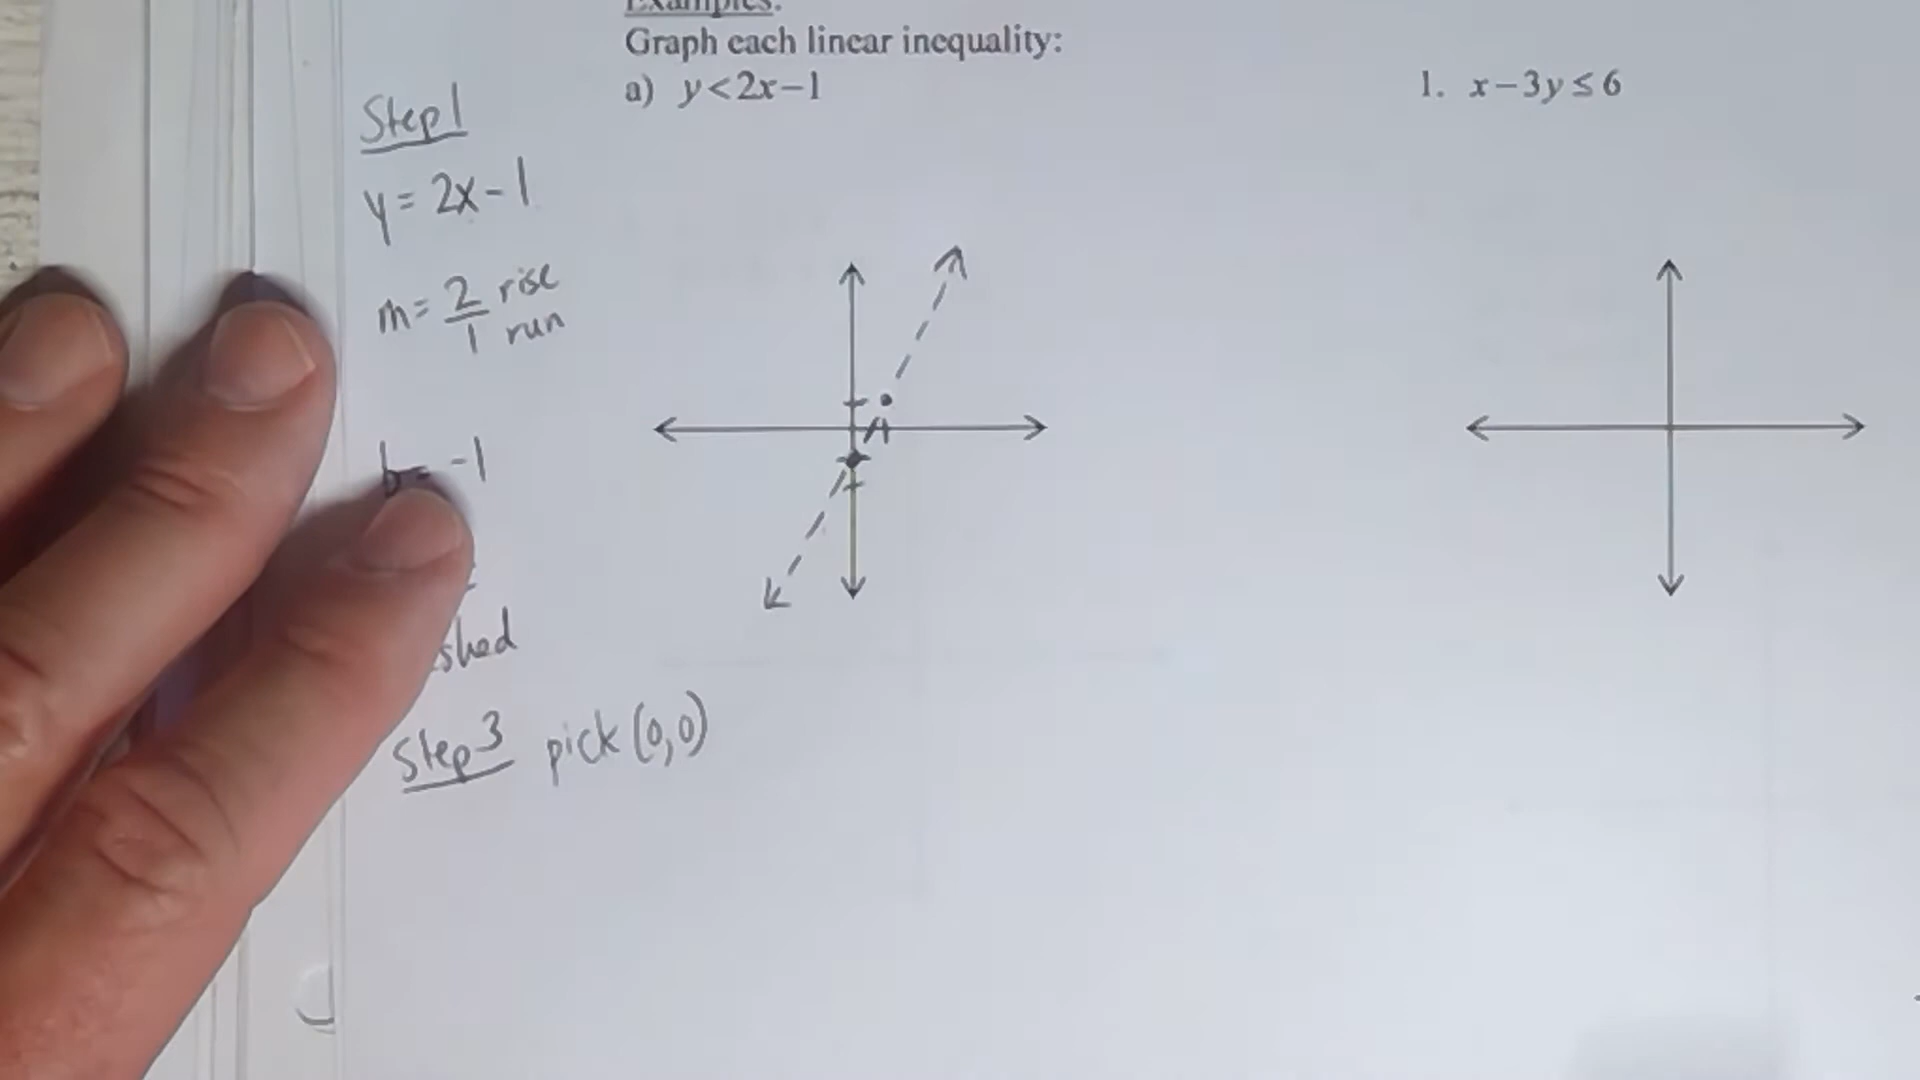 Examples:
Graph each linear inequality:
a) y<2x-1
1. x-3y≤6
Step 1
y = 2x - 1
m = 2/1 rise run
b = -1
shed
Step 3 pick (0,0)